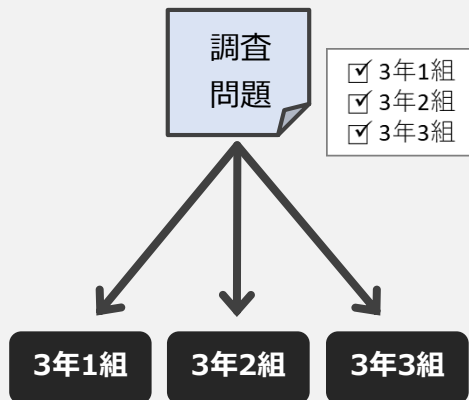 調査
問題
☑ 3年1組
☑ 3年2組
☑ 3年3組
3年1組
3年2組
3年3組